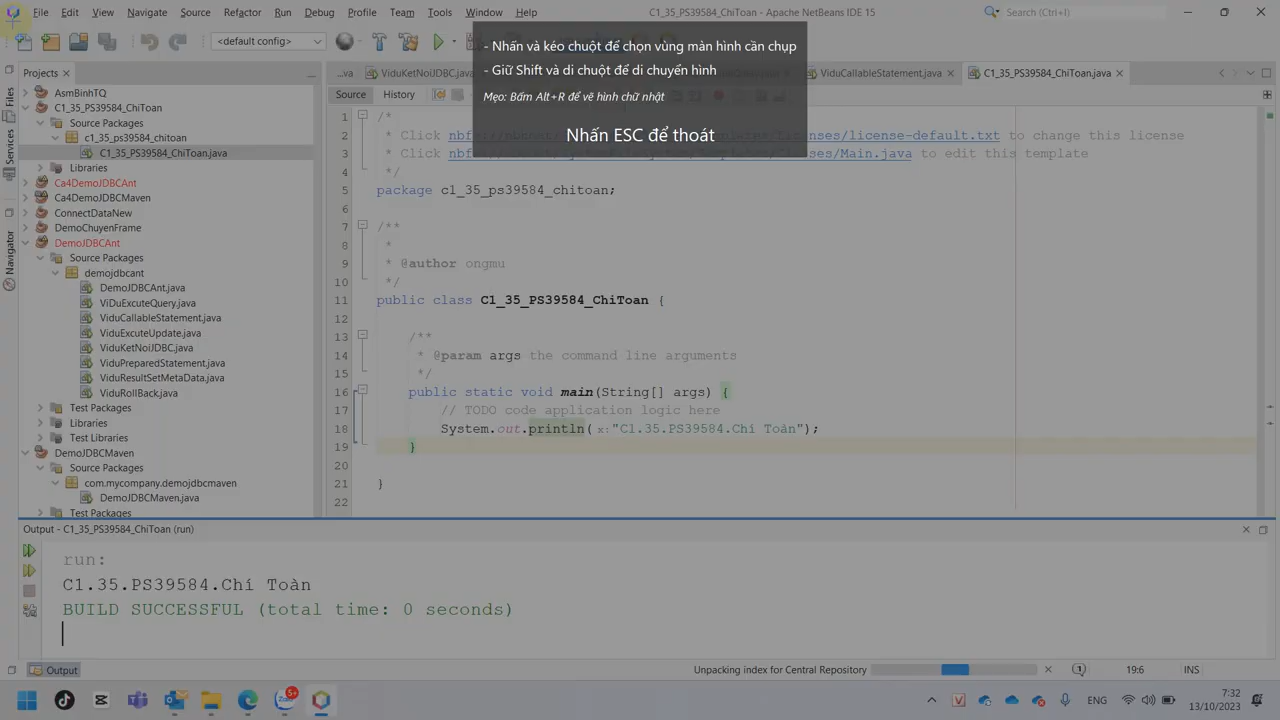 File Edit View Navigate Source Refactor Run Debug Profile Team Tools Window Help
C1_35_PS39584_ChiToan - Apache NetBeans IDE 15
Search (Ctrl+I)
<default config>
- Nhấn và kéo chuột để chọn vùng màn hình cần chụp
- Giữ Shift và di chuột để di chuyển hình
Mẹo: Bấm Alt+R để vẽ hình chữ nhật
Nhấn ESC để thoát
Projects
...va
ViduKetNoiJDBC.java
ViduCallableStatement.java
C1_35_PS39584_ChiToan.java
Source History
Files
Services
Navigator
AsmBinhTQ
C1_35_PS39584_ChiToan
Source Packages
c1_35_ps39584_chitoan
C1_35_PS39584_ChiToan.java
Libraries
Ca4DemoJDBCAnt
Ca4DemoJDBCMaven
ConnectDataNew
DemoChuyenFrame
DemoJDBCAnt
Source Packages
demojdbcant
DemoJDBCAnt.java
ViduExcuteQuery.java
ViduCallableStatement.java
ViduExcuteUpdate.java
ViduKetNoiJDBC.java
ViduPreparedStatement.java
ViduResultSetMetaData.java
ViduRollBack.java
Test Packages
Libraries
Test Libraries
DemoJDBCMaven
Source Packages
com.mycompany.demojdbcmaven
DemoJDBCMaven.java
Test Packages
1 /*
2 * Click to change this license
3 * Click to edit this template
4 */
5 package c1_35_ps39584_chitoan;
6
7 /**
8 *
9 * @author ongmu
10 */
11 public class C1_35_PS39584_ChiToan {
12
13 /**
14 * @param args the command line arguments
15 */
16 public static void main(String[] args) {
17 // TODO code application logic here
18 System.out.println(x:"C1.35.PS39584.Chí Toàn");
19 }
20
21 }
22
Output - C1_35_PS39584_ChiToan (run)
run:
C1.35.PS39584.Chí Toàn
BUILD SUCCESSFUL (total time: 0 seconds)
Output
Unpacking index for Central Repository
1
19:6
INS
5+
ENG
7:32
13/10/2023